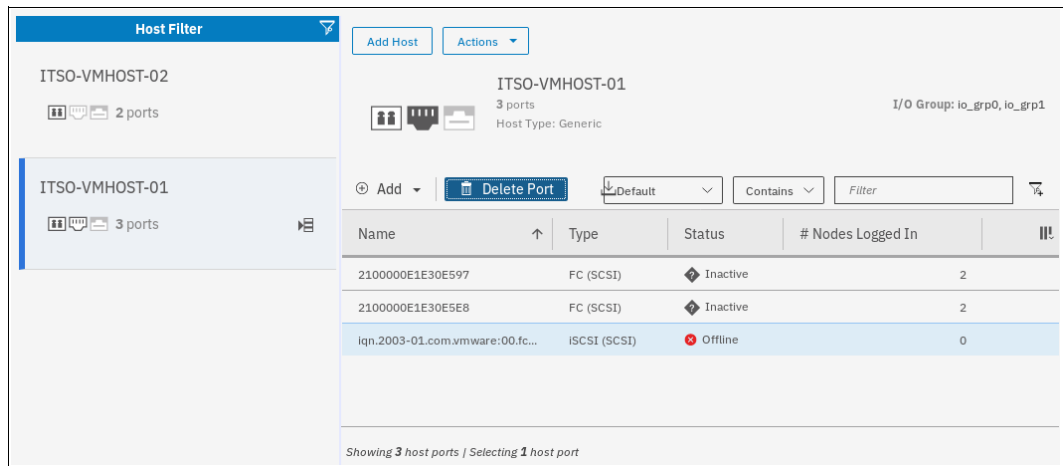 Host Filter
ITSO-VMHOST-02
2 ports
ITSO-VMHOST-01
3 ports
Add Host
Actions
ITSO-VMHOST-01
3 ports
Host Type: Generic
I/O Group: io_grp0, io_grp1
Add
Delete Port
Default
Contains
Filter
Name Type Status # Nodes Logged In
2100000E1E30E597 FC (SCSI) Inactive 2
2100000E1E30E5E8 FC (SCSI) Inactive 2
iqn.2003-01.com.vmware:00.fc... iSCSI (SCSI) Offline 0
Showing 3 host ports | Selecting 1 host port